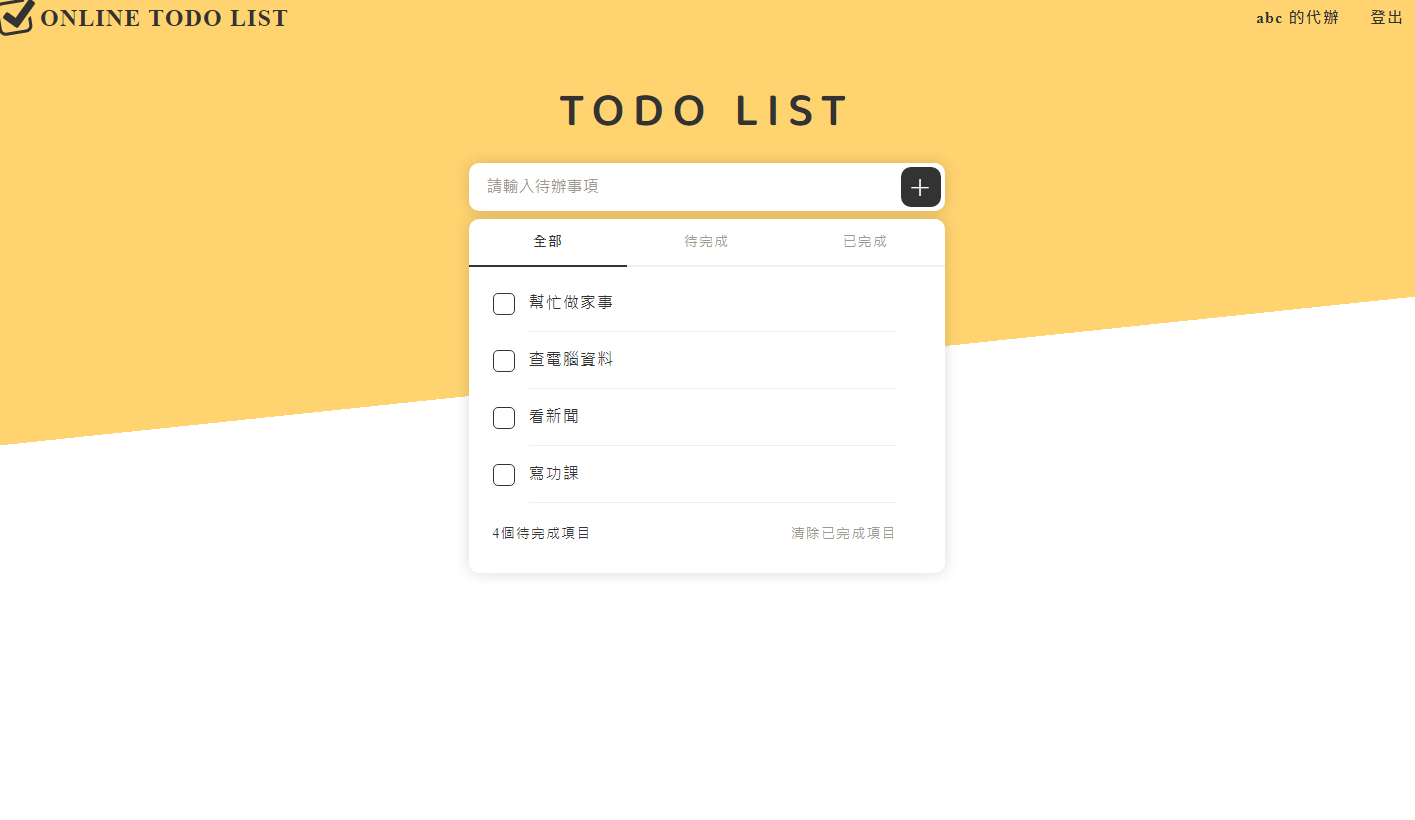 ONLINE TODO LIST
abc 的代辦
登出
TODO LIST
請輸入待辦事項
全部
待完成
已完成
幫忙做家事
查電腦資料
看新聞
寫功課
4個待完成項目
清除已完成項目